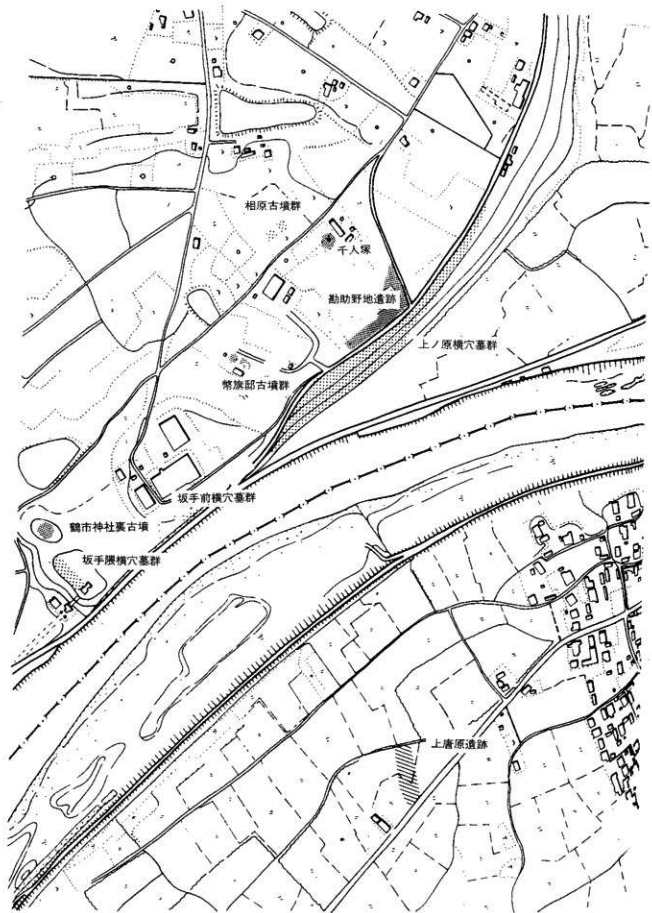 相原古墳群
千人塚
勘助野地遺跡
上ノ原横穴墓群
幣旗邸古墳群
坂手前横穴墓群
鶴市神社裏古墳
坂手隈横穴墓群
上唐原遺跡